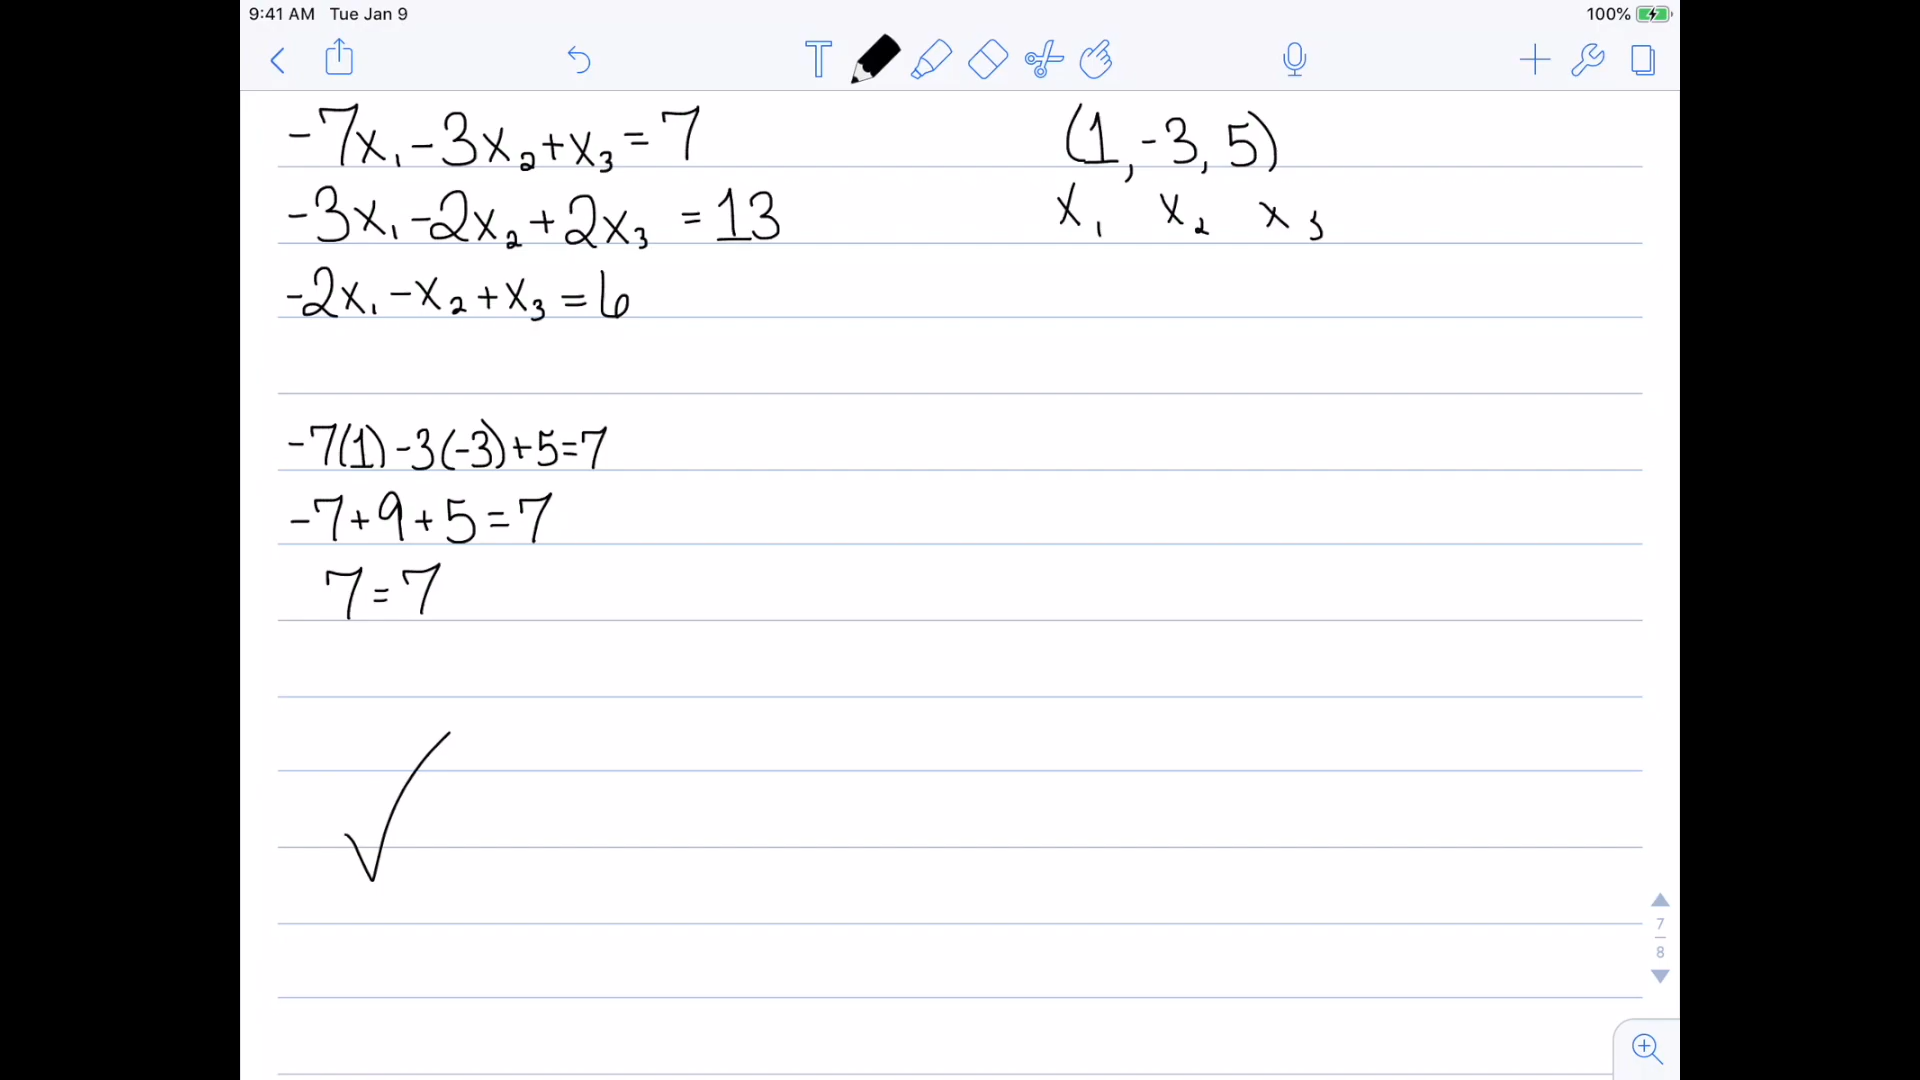 9:41 AM Tue Jan 9
100%
T
-7x₁-3x₂+x₃=7
(1,-3,5)
-3x₁-2x₂+2x₃=13
x₁ x₂ x₃
-2x₁-x₂+x₃=6
-7(1)-3(-3)+5=7
-7+9+5=7
7=7
7
8